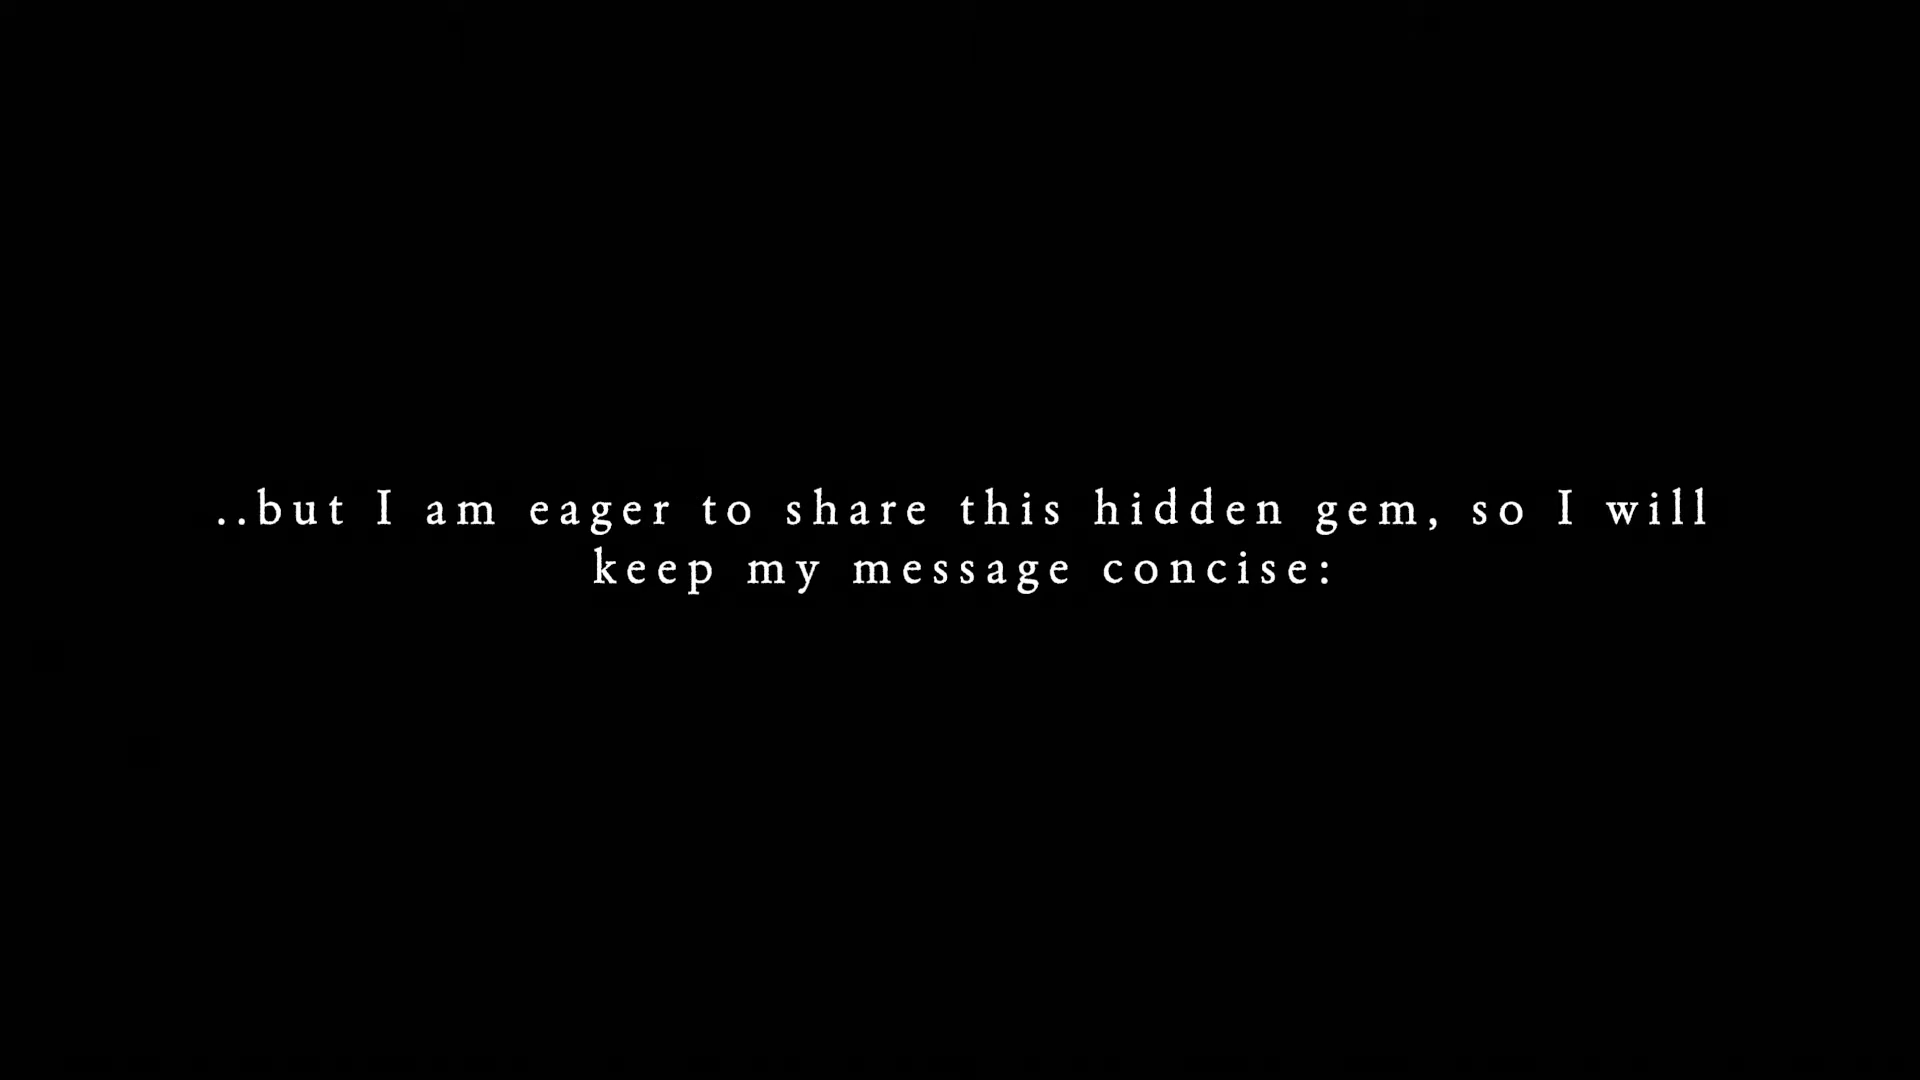 ..but I am eager to share this hidden gem, so I will
keep my message concise: